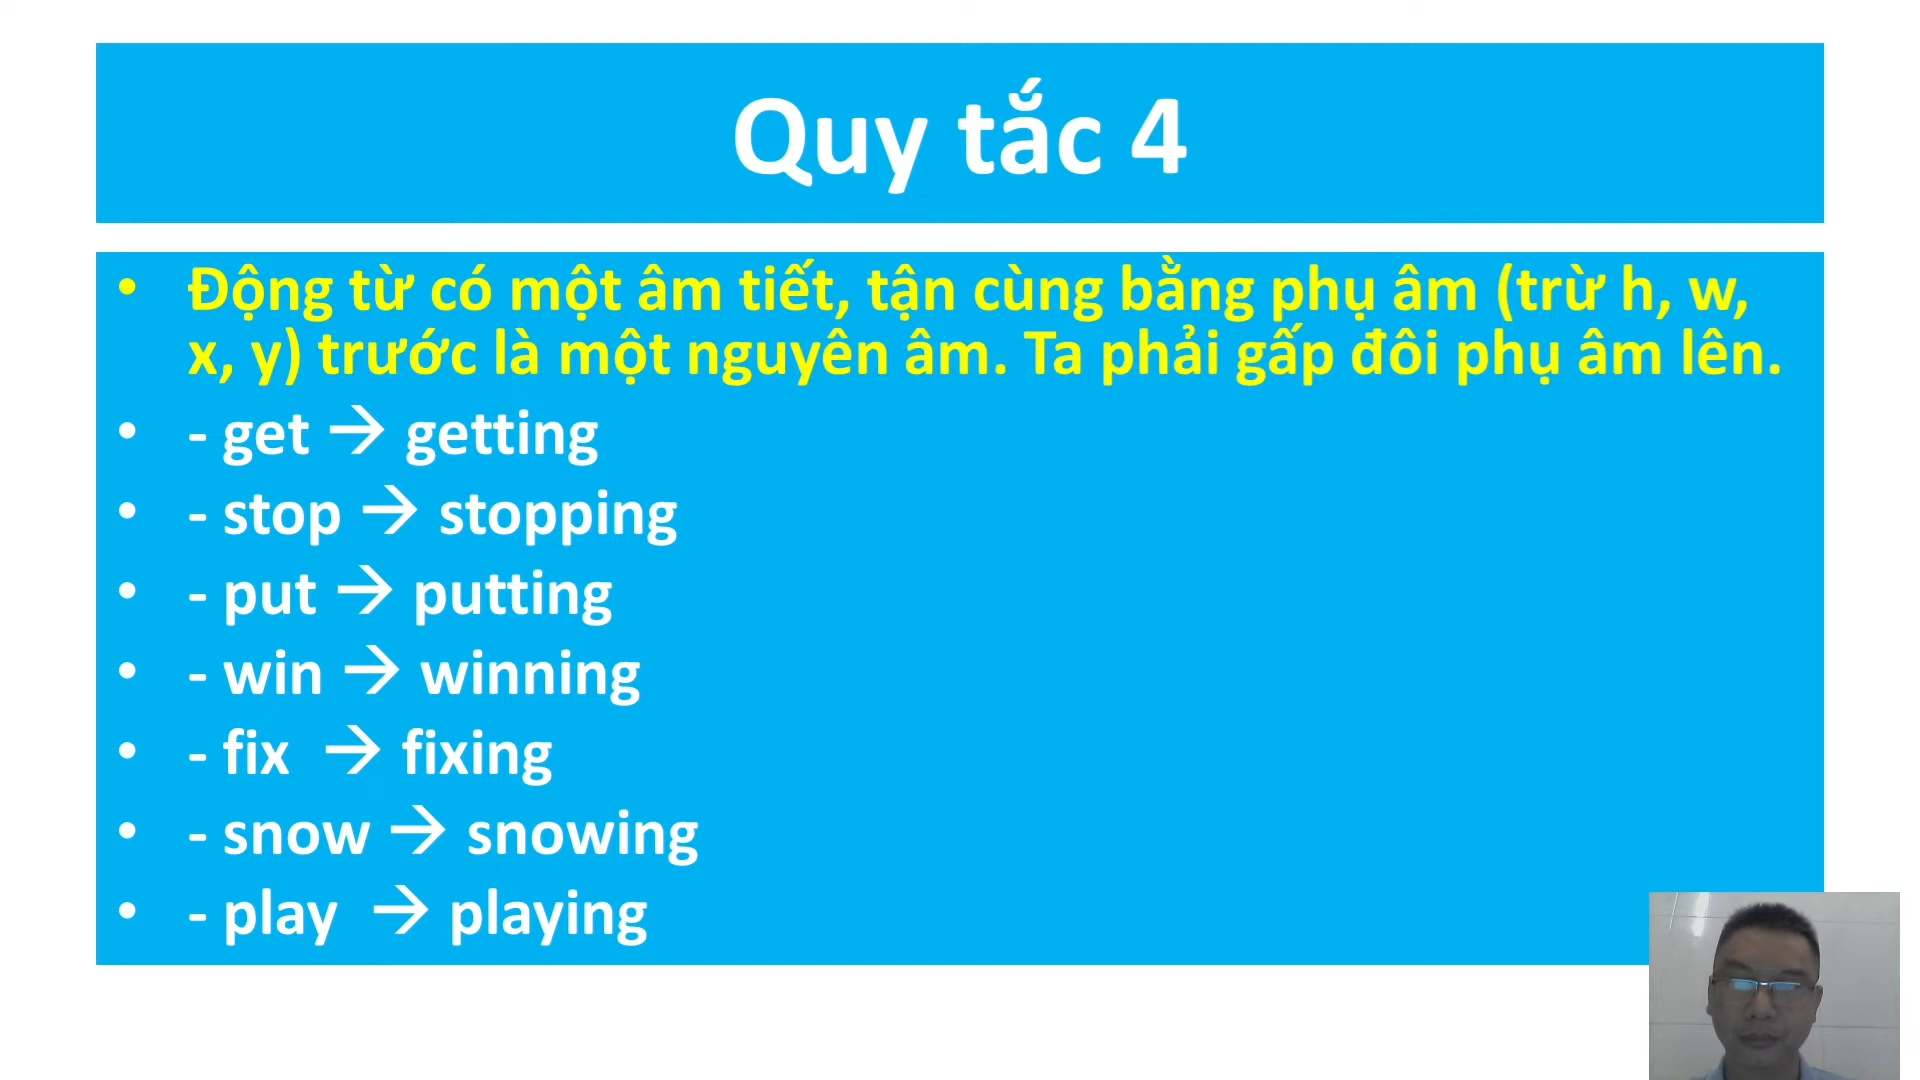 Quy tắc 4
• Động từ có một âm tiết, tận cùng bằng phụ âm (trừ h, w,
x, y) trước là một nguyên âm. Ta phải gấp đôi phụ âm lên.
• - get → getting
• - stop → stopping
• - put → putting
• - win → winning
• - fix → fixing
• - snow → snowing
• - play → playing